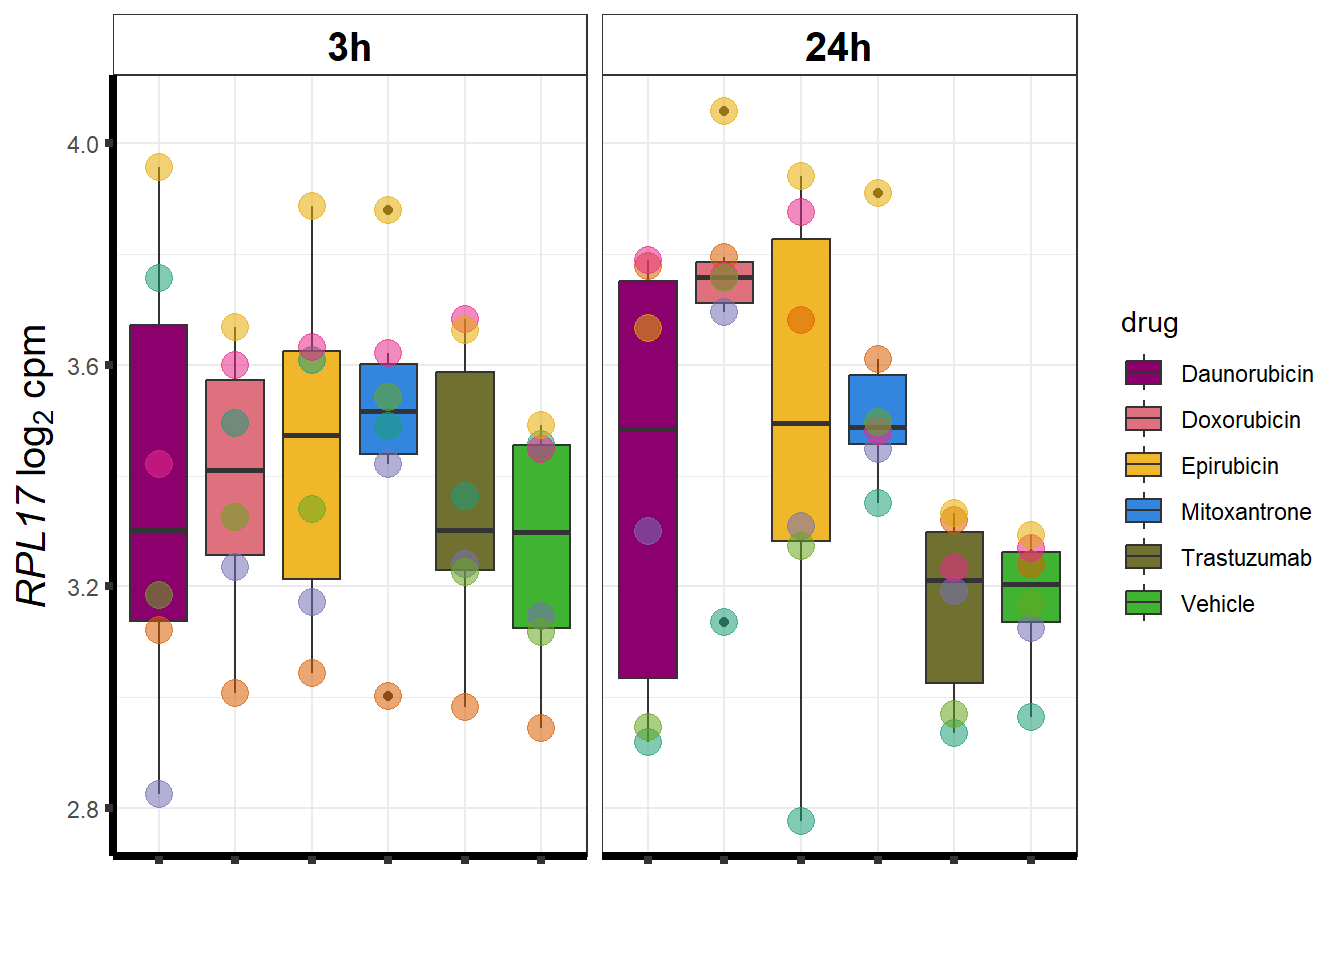 3h
24h
RPL17 log₂ cpm
4.0
3.6
3.2
2.8
drug
Daunorubicin
Doxorubicin
Epirubicin
Mitoxantrone
Trastuzumab
Vehicle